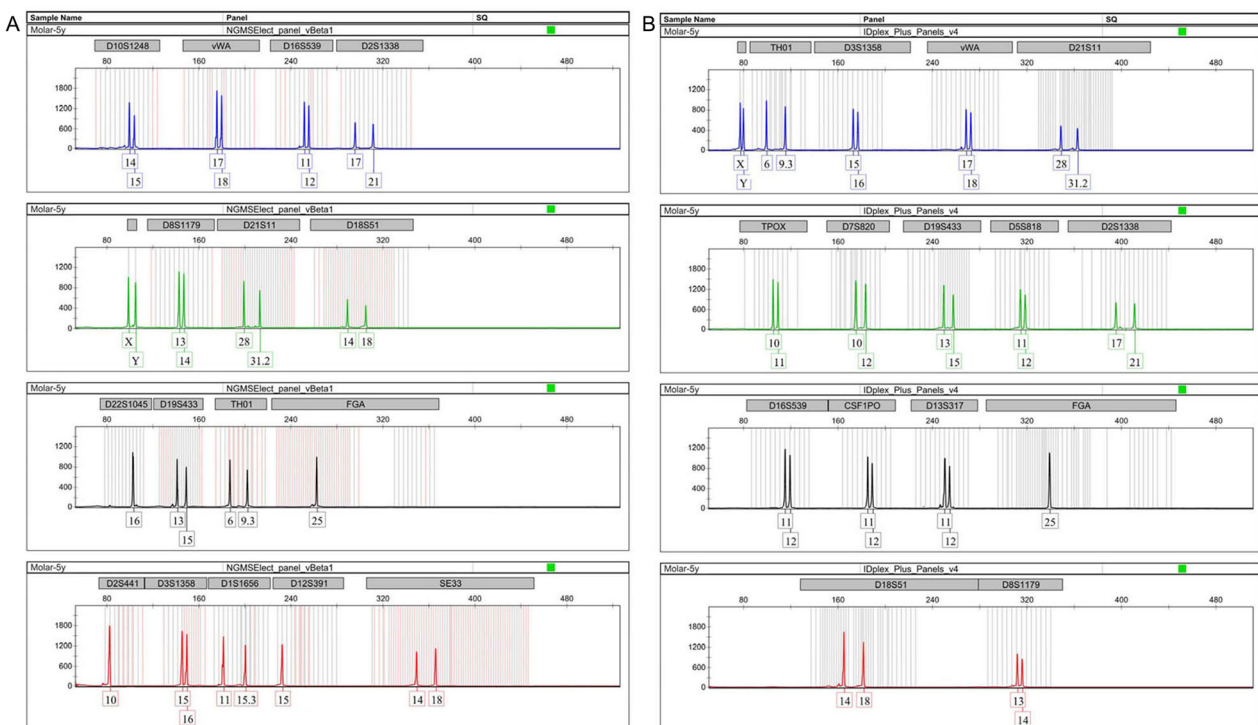 A
Sample Name Panel SQ
Molar-5y NGMSElect_panel_vBeta1
D10S1248 vWA D16S539 D2S1338
80 160 240 320 400 480
1800
1200
600
0
14 17 11 17
15 18 12 21
Molar-5y NGMSElect_panel_vBeta1
D8S1179 D21S11 D18S51
80 160 240 320 400 480
1200
800
400
0
X 13 28 14 18
Y 14 31.2
Molar-5y NGMSElect_panel_vBeta1
D22S1045 D19S433 TH01 FGA
80 160 240 320 400 480
1200
800
400
0
16 13 6 9.3 25
15
Molar-5y NGMSElect_panel_vBeta1
D2S441 D3S1358 D1S1656 D12S391 SE33
80 160 240 320 400 480
1800
1200
600
0
10 15 11 15.3 15 14 18
16
B
Sample Name Panel SQ
Molar-5y IDplex_Plus_Panels_v4
TH01 D3S1358 vWA D21S11
80 160 240 320 400 480
1200
800
400
0
X 6 9.3 15 17 28
Y 16 18 31.2
Molar-5y IDplex_Plus_Panels_v4
TPOX D7S820 D19S433 D5S818 D2S1338
80 160 240 320 400 480
1800
1200
600
0
10 10 13 11 17
11 12 15 12 21
Molar-5y IDplex_Plus_Panels_v4
D16S539 CSF1PO D13S317 FGA
80 160 240 320 400 480
1200
800
400
0
11 11 11 25
12 12 12
Molar-5y IDplex_Plus_Panels_v4
D18S51 D8S1179
80 160 240 320 400 480
1800
1200
600
0
14 18 13
14